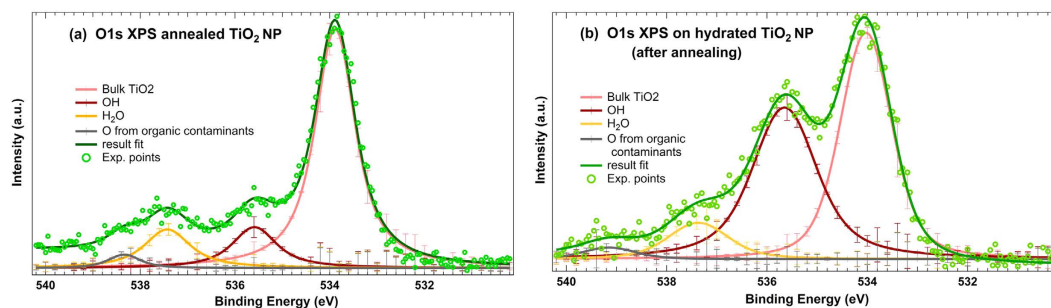 (a) O1s XPS annealed TiO₂ NP
Bulk TiO2
OH
H₂O
O from organic contaminants
result fit
Exp. points
Intensity (a.u.)
540 538 536 534 532
Binding Energy (eV)
(b) O1s XPS on hydrated TiO₂ NP
(after annealing)
Bulk TiO2
OH
H₂O
O from organic
contaminants
result fit
Exp. points
Intensity (a.u.)
540 538 536 534 532
Binding Energy (eV)